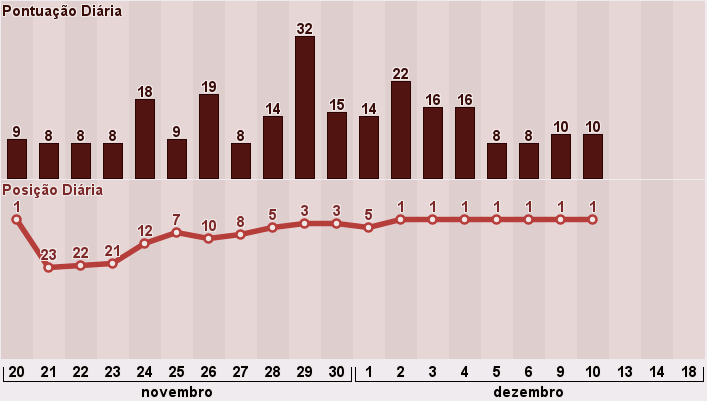 Pontuação Diária
9 8 8 8 18 9 19 8 14 32 15 14 22 16 16 8 8 10 10
Posição Diária
1 23 22 21 12 7 10 8 5 3 3 5 1 1 1 1 1 1 1
20 21 22 23 24 25 26 27 28 29 30 1 2 3 4 5 6 9 10 13 14 18
novembro dezembro